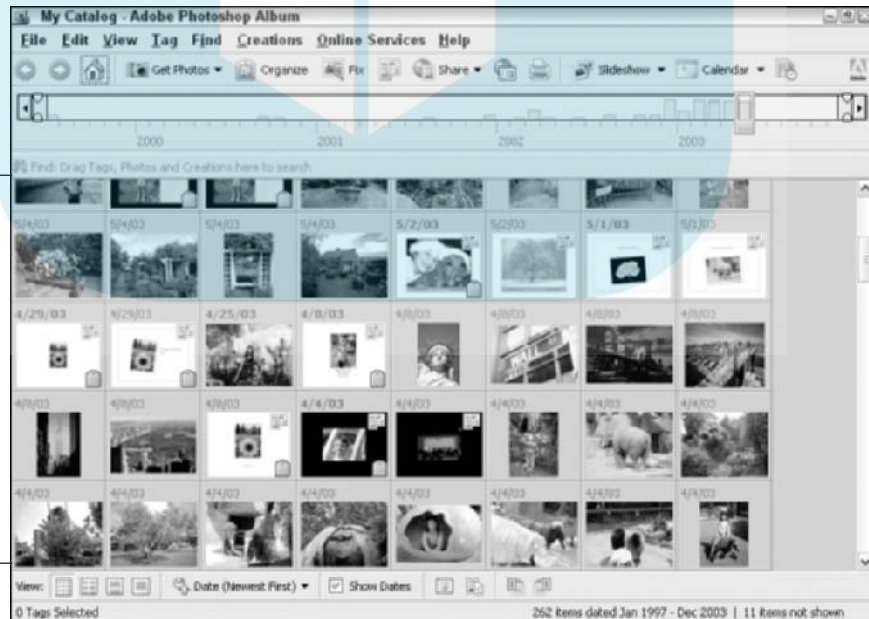 My Catalog - Adobe Photoshop Album
File Edit View Tag Find Creations Online Services Help
Get Photos Organize Fix Share Slideshow Calendar
2000 2001 2002 2003
Find: Drag Tags, Photos and Creations here to search
5/4/03 5/4/03 5/4/03 5/4/03 5/2/03 5/2/03 5/1/03 5/1/03
4/29/03 4/29/03 4/25/03 4/8/03 4/8/03 4/8/03 4/8/03 4/8/03
4/8/03 4/8/03 4/8/03 4/4/03 4/4/03 4/4/03 4/4/03 4/4/03
4/4/03 4/4/03 4/4/03 4/4/03 4/4/03 4/4/03 4/4/03 4/4/03
View: Date (Newest First) Show Dates
0 Tags Selected 262 items dated Jan 1997 - Dec 2003 | 11 items not shown